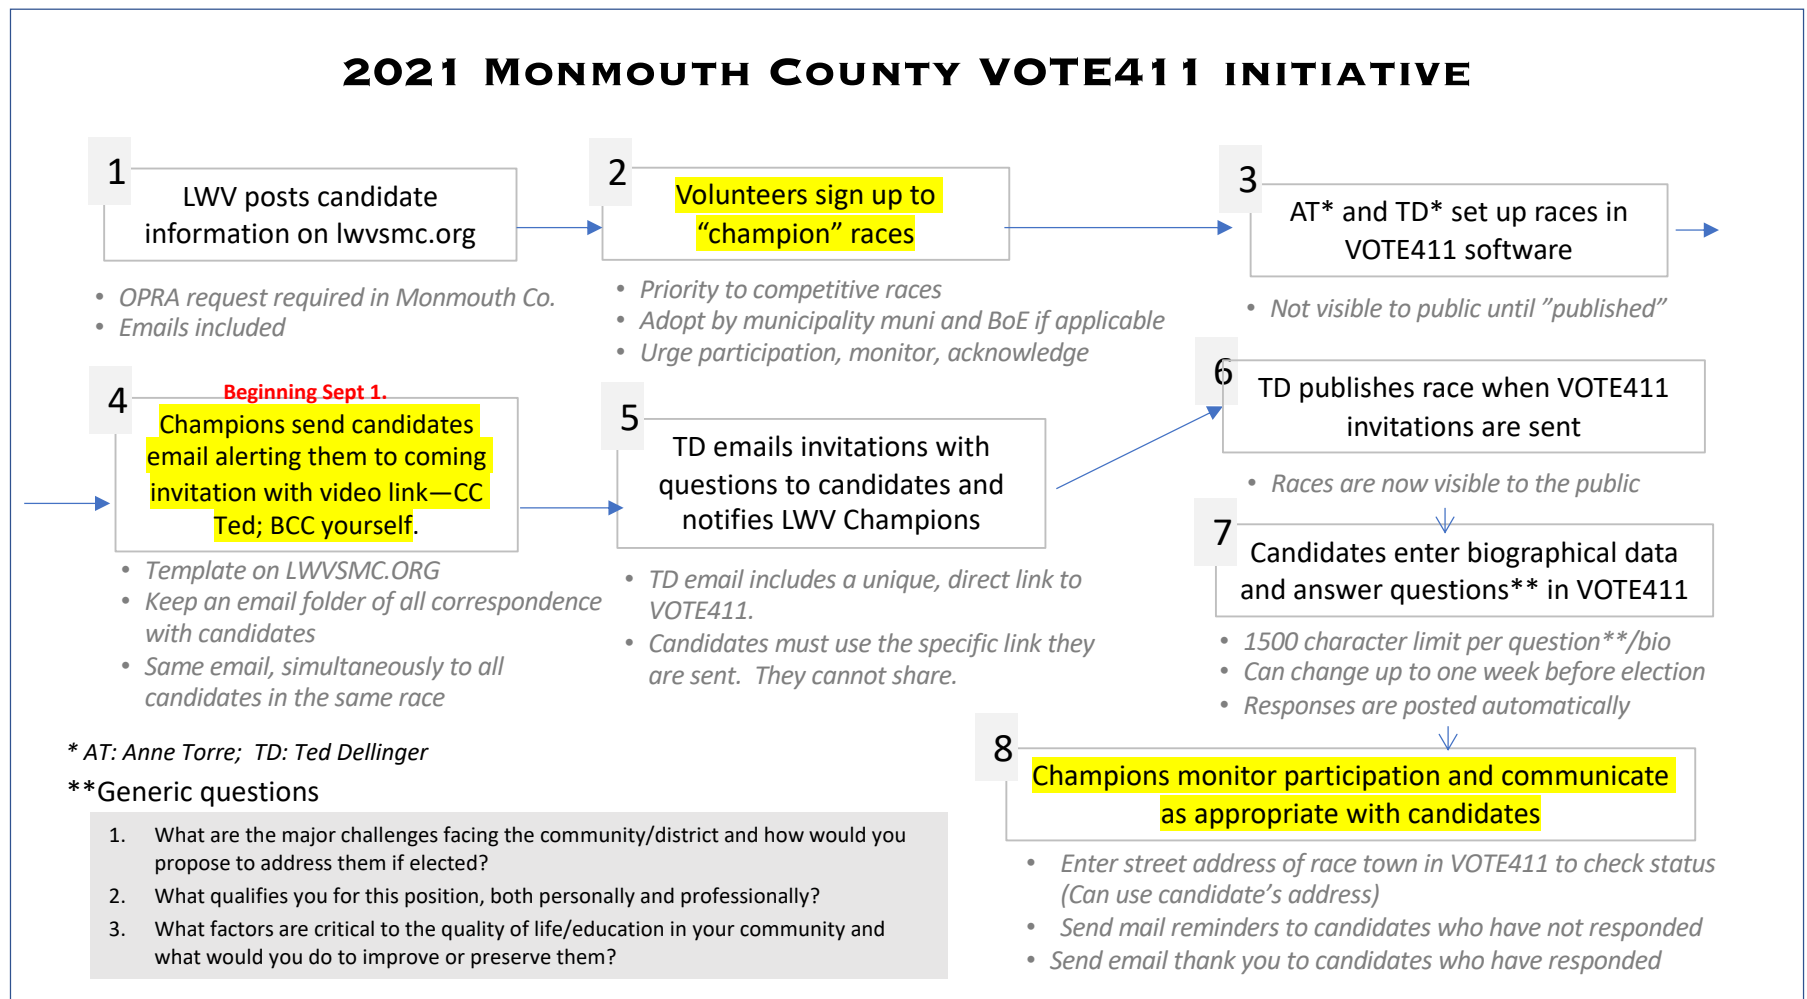 2021 Monmouth County VOTE411 initiative
1
LWV posts candidate
information on lwvsmc.org
• OPRA request required in Monmouth Co.
• Emails included
2
Volunteers sign up to
“champion” races
• Priority to competitive races
• Adopt by municipality muni and BoE if applicable
• Urge participation, monitor, acknowledge
3
AT* and TD* set up races in
VOTE411 software
• Not visible to public until ”published”
4
Beginning Sept 1.
Champions send candidates
email alerting them to coming
invitation with video link—CC
Ted; BCC yourself.
• Template on LWVSMC.ORG
• Keep an email folder of all correspondence
with candidates
• Same email, simultaneously to all
candidates in the same race
5
TD emails invitations with
questions to candidates and
notifies LWV Champions
• TD email includes a unique, direct link to
VOTE411.
• Candidates must use the specific link they
are sent. They cannot share.
6
TD publishes race when VOTE411
invitations are sent
• Races are now visible to the public
7
Candidates enter biographical data
and answer questions** in VOTE411
• 1500 character limit per question**/bio
• Can change up to one week before election
• Responses are posted automatically
8
Champions monitor participation and communicate
as appropriate with candidates
• Enter street address of race town in VOTE411 to check status
(Can use candidate’s address)
• Send mail reminders to candidates who have not responded
• Send email thank you to candidates who have responded
* AT: Anne Torre; TD: Ted Dellinger
**Generic questions
1. What are the major challenges facing the community/district and how would you
propose to address them if elected?
2. What qualifies you for this position, both personally and professionally?
3. What factors are critical to the quality of life/education in your community and
what would you do to improve or preserve them?